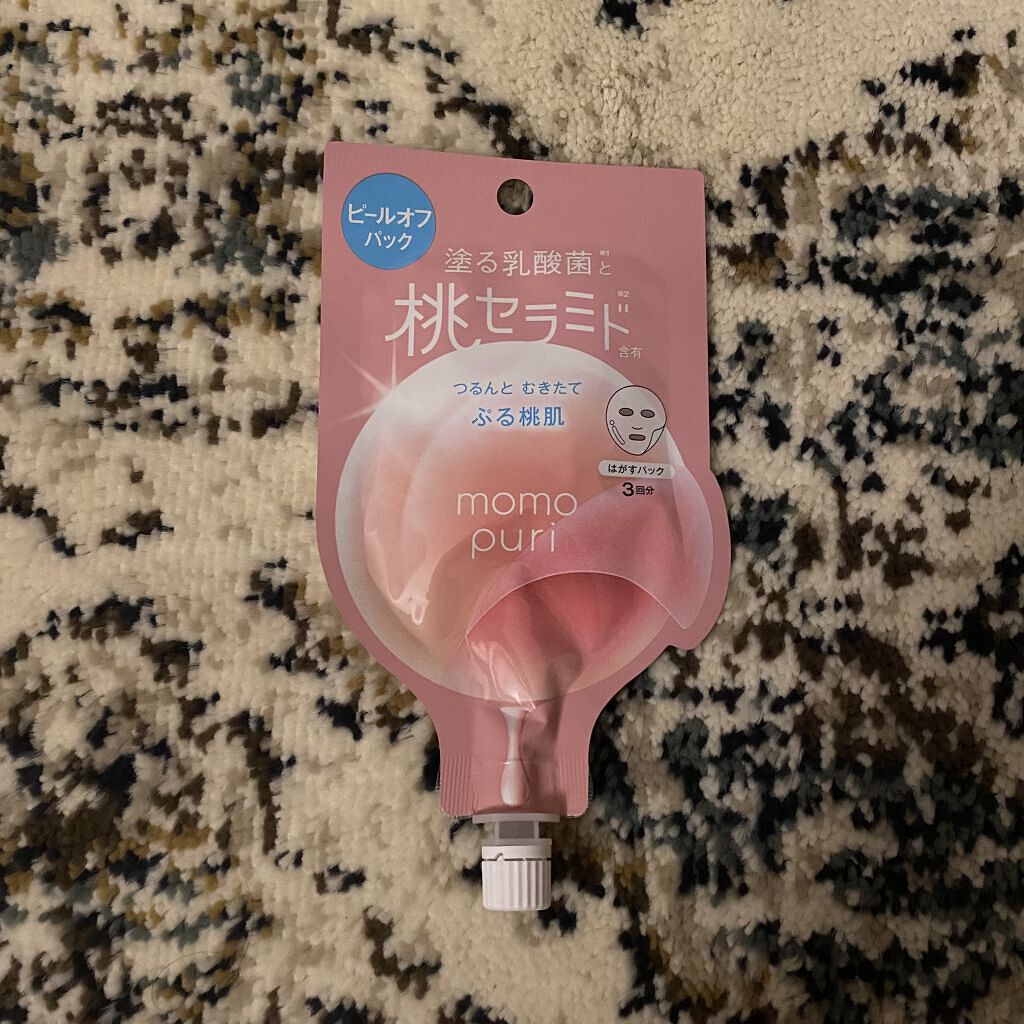 ピールオフ
パック
塗る乳酸菌※1と
桃セラミド※2
含有
つるんと むきたて
ぷる桃肌
はがすパック
3回分
momo
puri